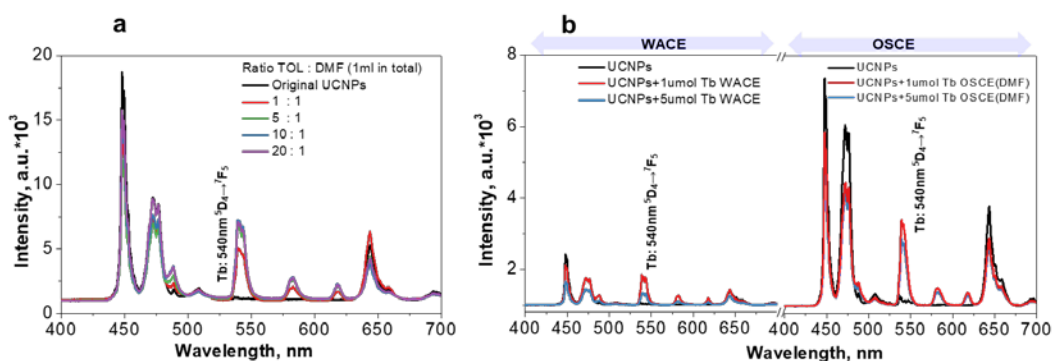 a
Intensity, a.u.*10³
20
15
10
5
0
Ratio TOL : DMF (1ml in total)
Original UCNPs
1 : 1
5 : 1
10 : 1
20 : 1
Tb: 540nm ⁵D₄→⁷F₅
400 450 500 550 600 650 700
Wavelength, nm
b
WACE
OSCE
Intensity, a.u.*10³
8
6
4
2
UCNPs
UCNPs+1umol Tb WACE
UCNPs+5umol Tb WACE
Tb: 540nm ⁵D₄→⁷F₅
UCNPs
UCNPs+1umol Tb OSCE(DMF)
UCNPs+5umol Tb OSCE(DMF)
Tb: 540nm ⁵D₄→⁷F₅
400 450 500 550 600 650 400 450 500 550 600 650 700
Wavelength, nm